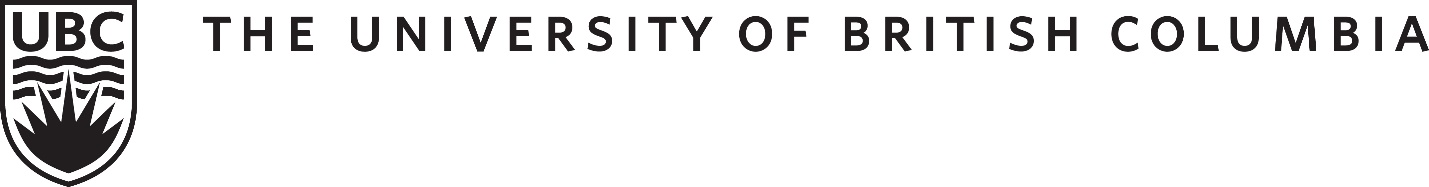 UBC
THE UNIVERSITY OF BRITISH COLUMBIA